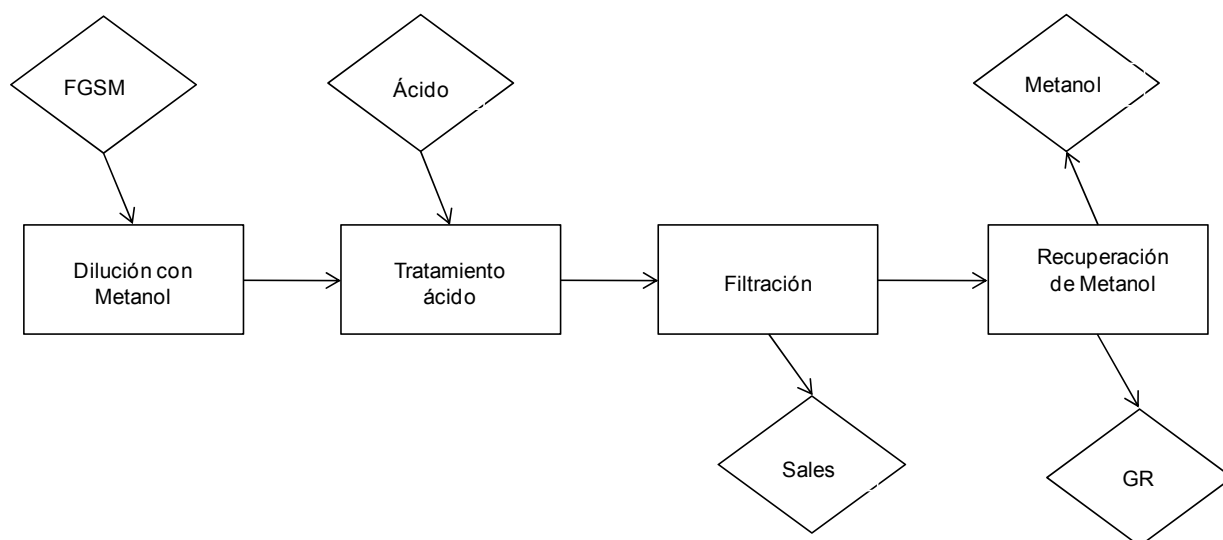 FGSM
Ácido
Metanol
Dilución con
Metanol
Tratamiento
ácido
Filtración
Recuperación
de Metanol
Sales
GR